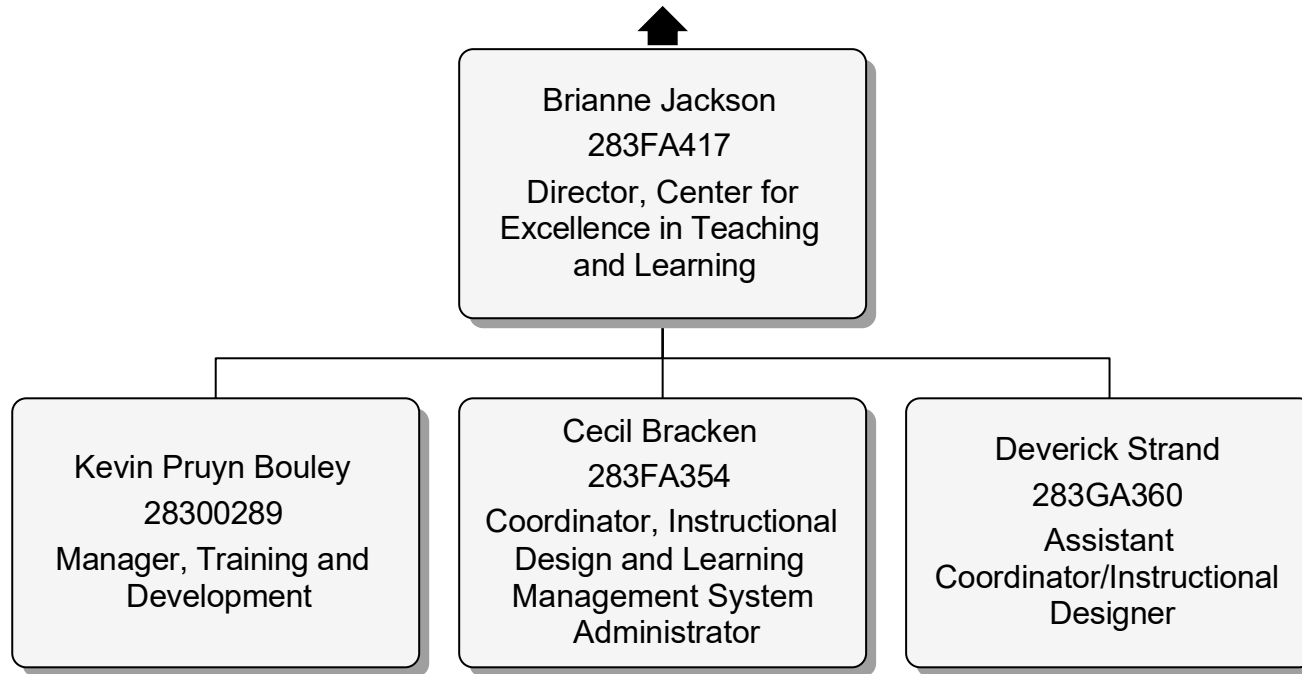 Brianne Jackson
283FA417
Director, Center for
Excellence in Teaching
and Learning
Kevin Pruyn Bouley
28300289
Manager, Training and
Development
Cecil Bracken
283FA354
Coordinator, Instructional
Design and Learning
Management System
Administrator
Deverick Strand
283GA360
Assistant
Coordinator/Instructional
Designer